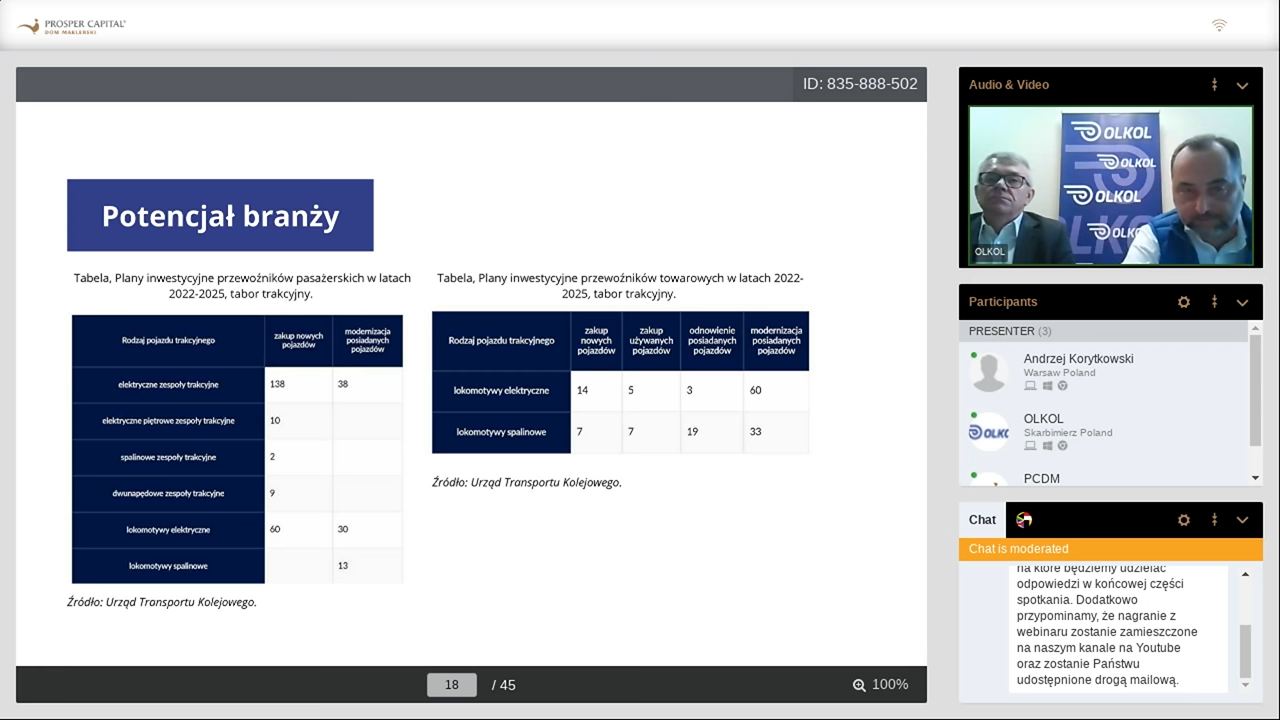 PROSPER CAPITAL
DOM MAKLERSKI
ID: 835-888-502
Potencjał branży
Tabela, Plany inwestycyjne przewoźników pasażerskich w latach
2022-2025, tabor trakcyjny.
Rodzaj pojazdu trakcyjnego
zakup nowych
pojazdów
modernizacja
posiadanych
pojazdów
elektryczne zespoły trakcyjne 138 38
elektryczne piętrowe zespoły trakcyjne 10
spalinowe zespoły trakcyjne 2
dwunapędowe zespoły trakcyjne 9
lokomotywy elektryczne 60 30
lokomotywy spalinowe 13
Źródło: Urząd Transportu Kolejowego.
Tabela, Plany inwestycyjne przewoźników towarowych w latach 2022-
2025, tabor trakcyjny.
Rodzaj pojazdu trakcyjnego
zakup
nowych
pojazdów
zakup
używanych
pojazdów
odnowienie
posiadanych
pojazdów
modernizacja
posiadanych
pojazdów
lokomotywy elektryczne 14 5 3 60
lokomotywy spalinowe 7 7 19 33
Źródło: Urząd Transportu Kolejowego.
18 / 45
100%
Audio & Video
OLKOL
OLKOL
OLKOL
OLKOL
OLKOL
OLKOL
Participants
PRESENTER (3)
Andrzej Korytkowski
Warsaw Poland
OLKOL
Skarbimierz Poland
PCDM
Chat
Chat is moderated
na które będziemy udzielać
odpowiedzi w końcowej części
spotkania. Dodatkowo
przypominamy, że nagranie z
webinaru zostanie zamieszczone
na naszym kanale na Youtube
oraz zostanie Państwu
udostępnione drogą mailową.